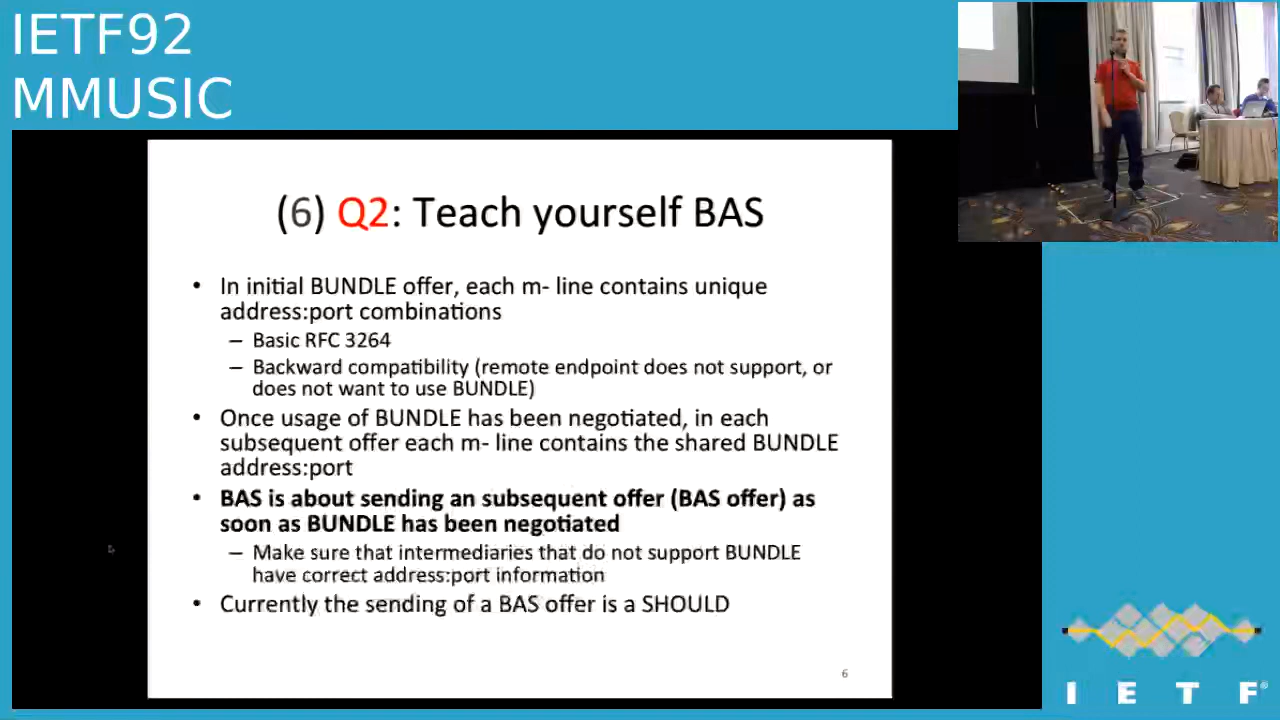 IETF92
MMUSIC
(6) Q2: Teach yourself BAS
• In initial BUNDLE offer, each m- line contains unique
address:port combinations
– Basic RFC 3264
– Backward compatibility (remote endpoint does not support, or
does not want to use BUNDLE)
• Once usage of BUNDLE has been negotiated, in each
subsequent offer each m- line contains the shared BUNDLE
address:port
• BAS is about sending an subsequent offer (BAS offer) as
soon as BUNDLE has been negotiated
– Make sure that intermediaries that do not support BUNDLE
have correct address:port information
• Currently the sending of a BAS offer is a SHOULD
6
I E T F®